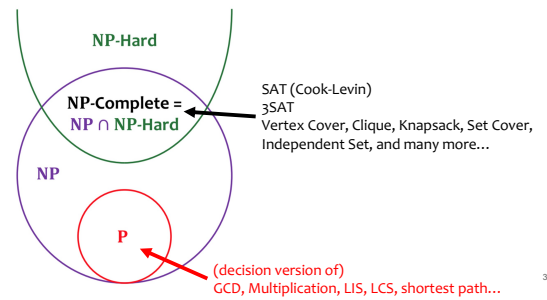 NP-Hard
NP-Complete =
NP ∩ NP-Hard
SAT (Cook-Levin)
3SAT
Vertex Cover, Clique, Knapsack, Set Cover,
Independent Set, and many more…
NP
P
(decision version of)
GCD, Multiplication, LIS, LCS, shortest path…
3